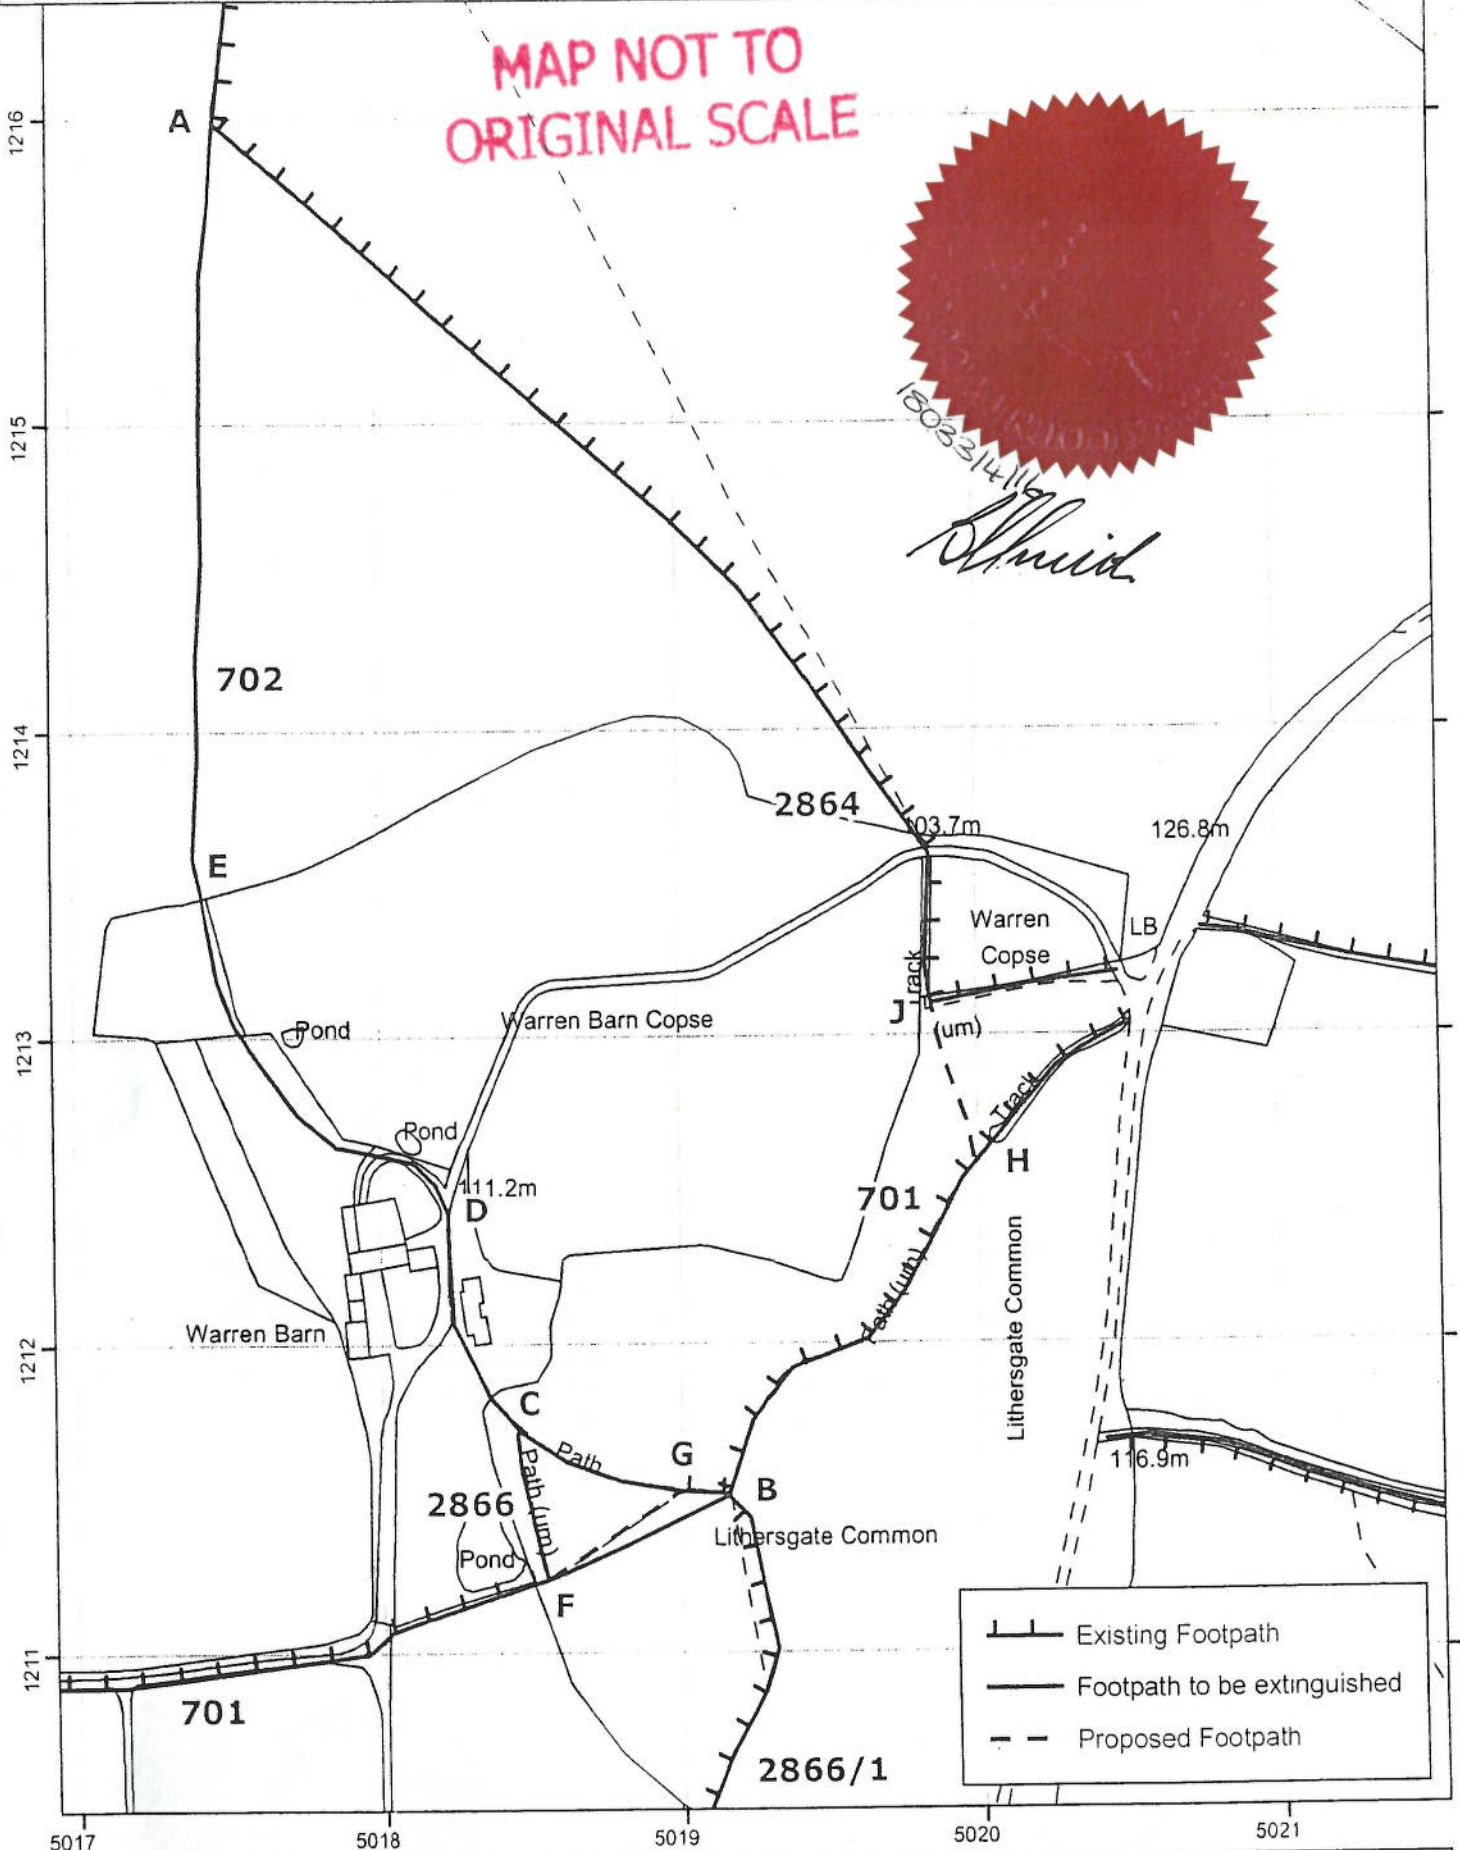 MAP NOT TO
ORIGINAL SCALE
A
1216
1215
1214
1213
1212
1211
702
2864
03.7m
126.8m
E
Warren
Copse
LB
Track
J
(um)
Pond
Warren Barn Copse
Pond
Track
H
111.2m
D
701
Path (um)
Lithersgate Common
Warren Barn
C
Path
G
B
116.9m
Path (um)
2866
Lithersgate Common
Pond
F
Existing Footpath
Footpath to be extinguished
Proposed Footpath
701
2866/1
5017
5018
5019
5020
5021